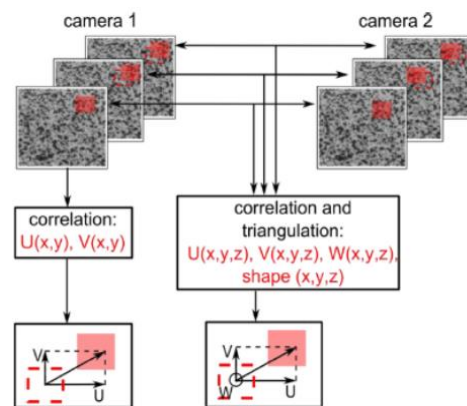 camera 1
camera 2
correlation:
U(x,y), V(x,y)
correlation and
triangulation:
U(x,y,z), V(x,y,z), W(x,y,z),
shape (x,y,z)
V
U
V
W
U